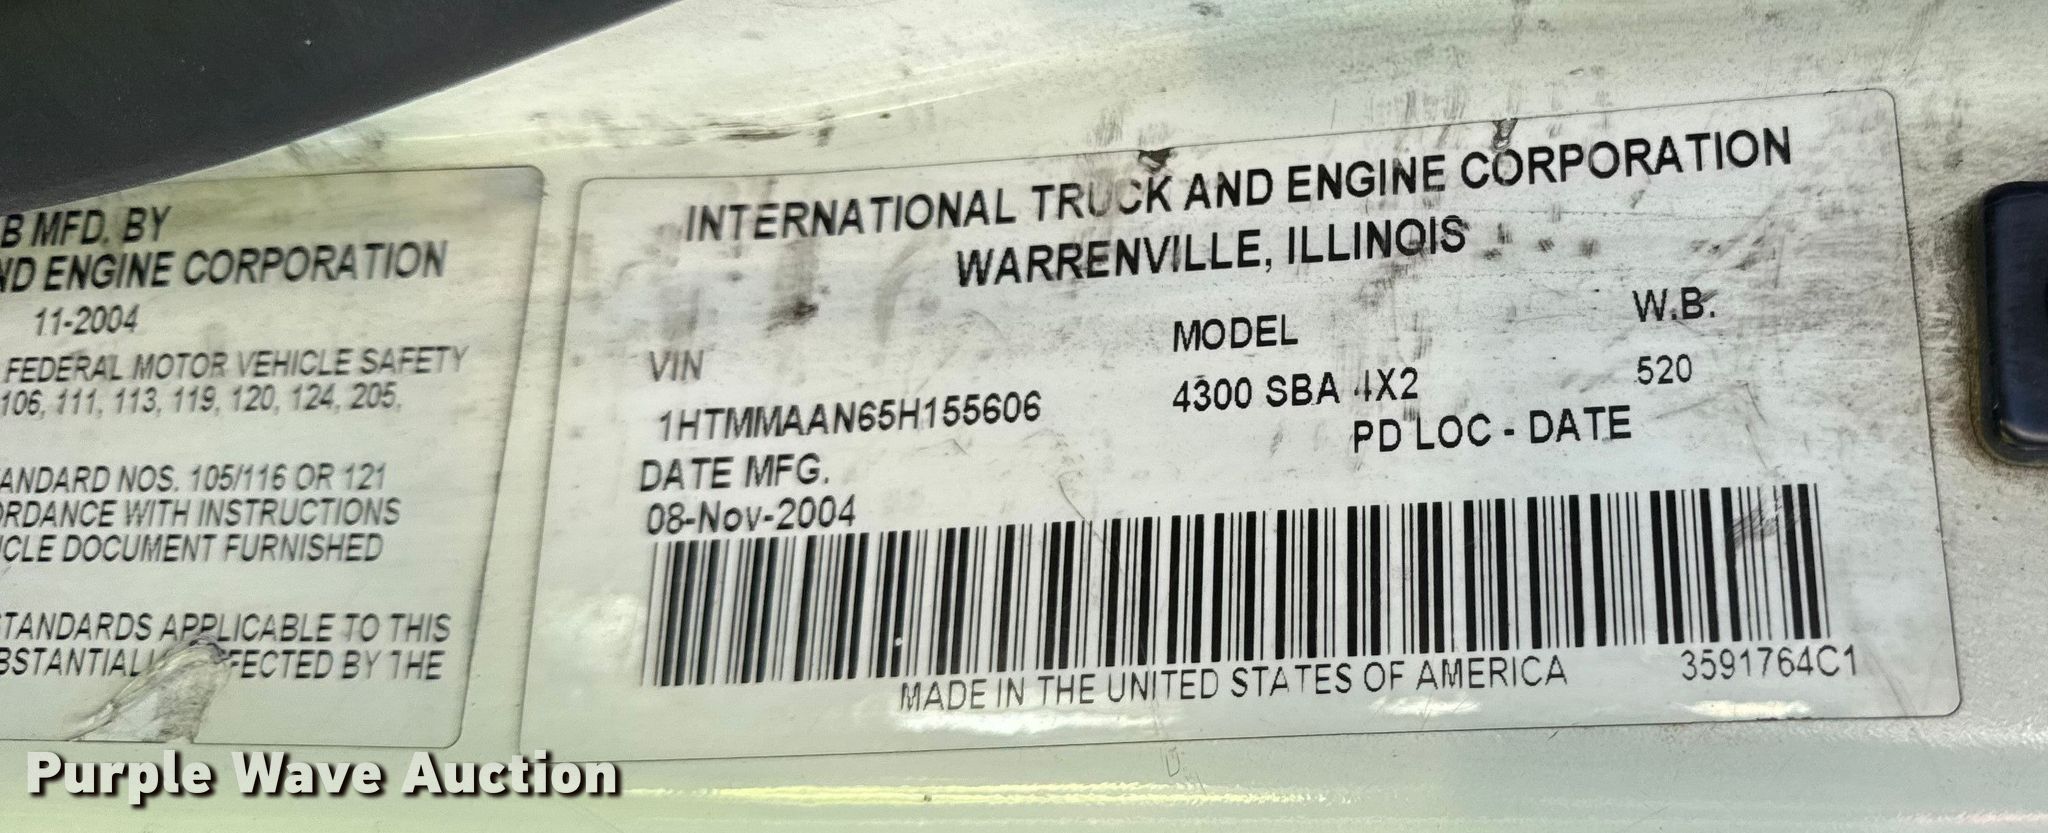 B MFD. BY
ND ENGINE CORPORATION
11-2004
FEDERAL MOTOR VEHICLE SAFETY
106, 111, 113, 119, 120, 124, 205,
ANDARD NOS. 105/116 OR 121
ORDANCE WITH INSTRUCTIONS
ICLE DOCUMENT FURNISHED
STANDARDS APPLICABLE TO THIS
BSTANTIALL FECTED BY THE
INTERNATIONAL TRUCK AND ENGINE CORPORATION
WARRENVILLE, ILLINOIS
VIN MODEL W.B.
1HTMMAAN65H155606 4300 SBA 4X2 520
DATE MFG. PD LOC - DATE
08-Nov-2004
MADE IN THE UNITED STATES OF AMERICA 3591764C1
Purple Wave Auction